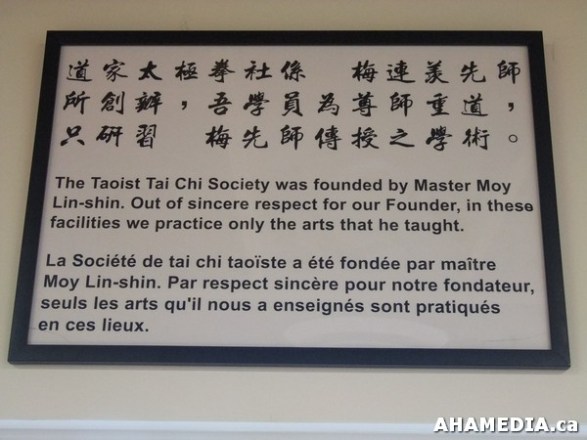 道家太極拳社係　梅連羨先師
所創辦，吾學員為尊師重道，
只研習　梅先師傳授之學術。
The Taoist Tai Chi Society was founded by Master Moy
Lin-shin. Out of sincere respect for our Founder, in these
facilities we practice only the arts that he taught.
La Société de tai chi taoïste a été fondée par maître
Moy Lin-shin. Par respect sincère pour notre fondateur,
seuls les arts qu'il nous a enseignés sont pratiqués
en ces lieux.
AHAMEDIA.ca